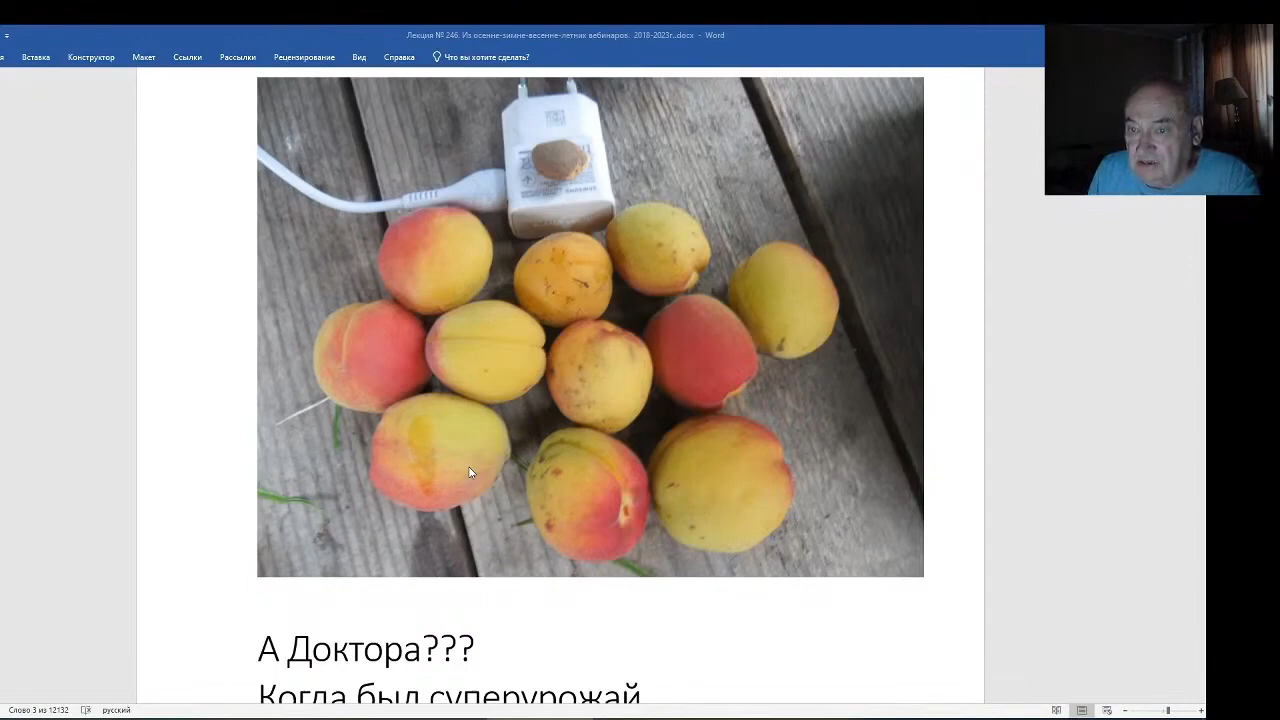 Лекция № 246. Из осенне-зимне-весенне-летних вебинаров. 2018-2023г..docx - Word
я Вставка Конструктор Макет Ссылки Рассылки Рецензирование Вид Справка Что вы хотите сделать?
А Доктора???
Когда был суперурожай
Слово 3 из 12132 русский